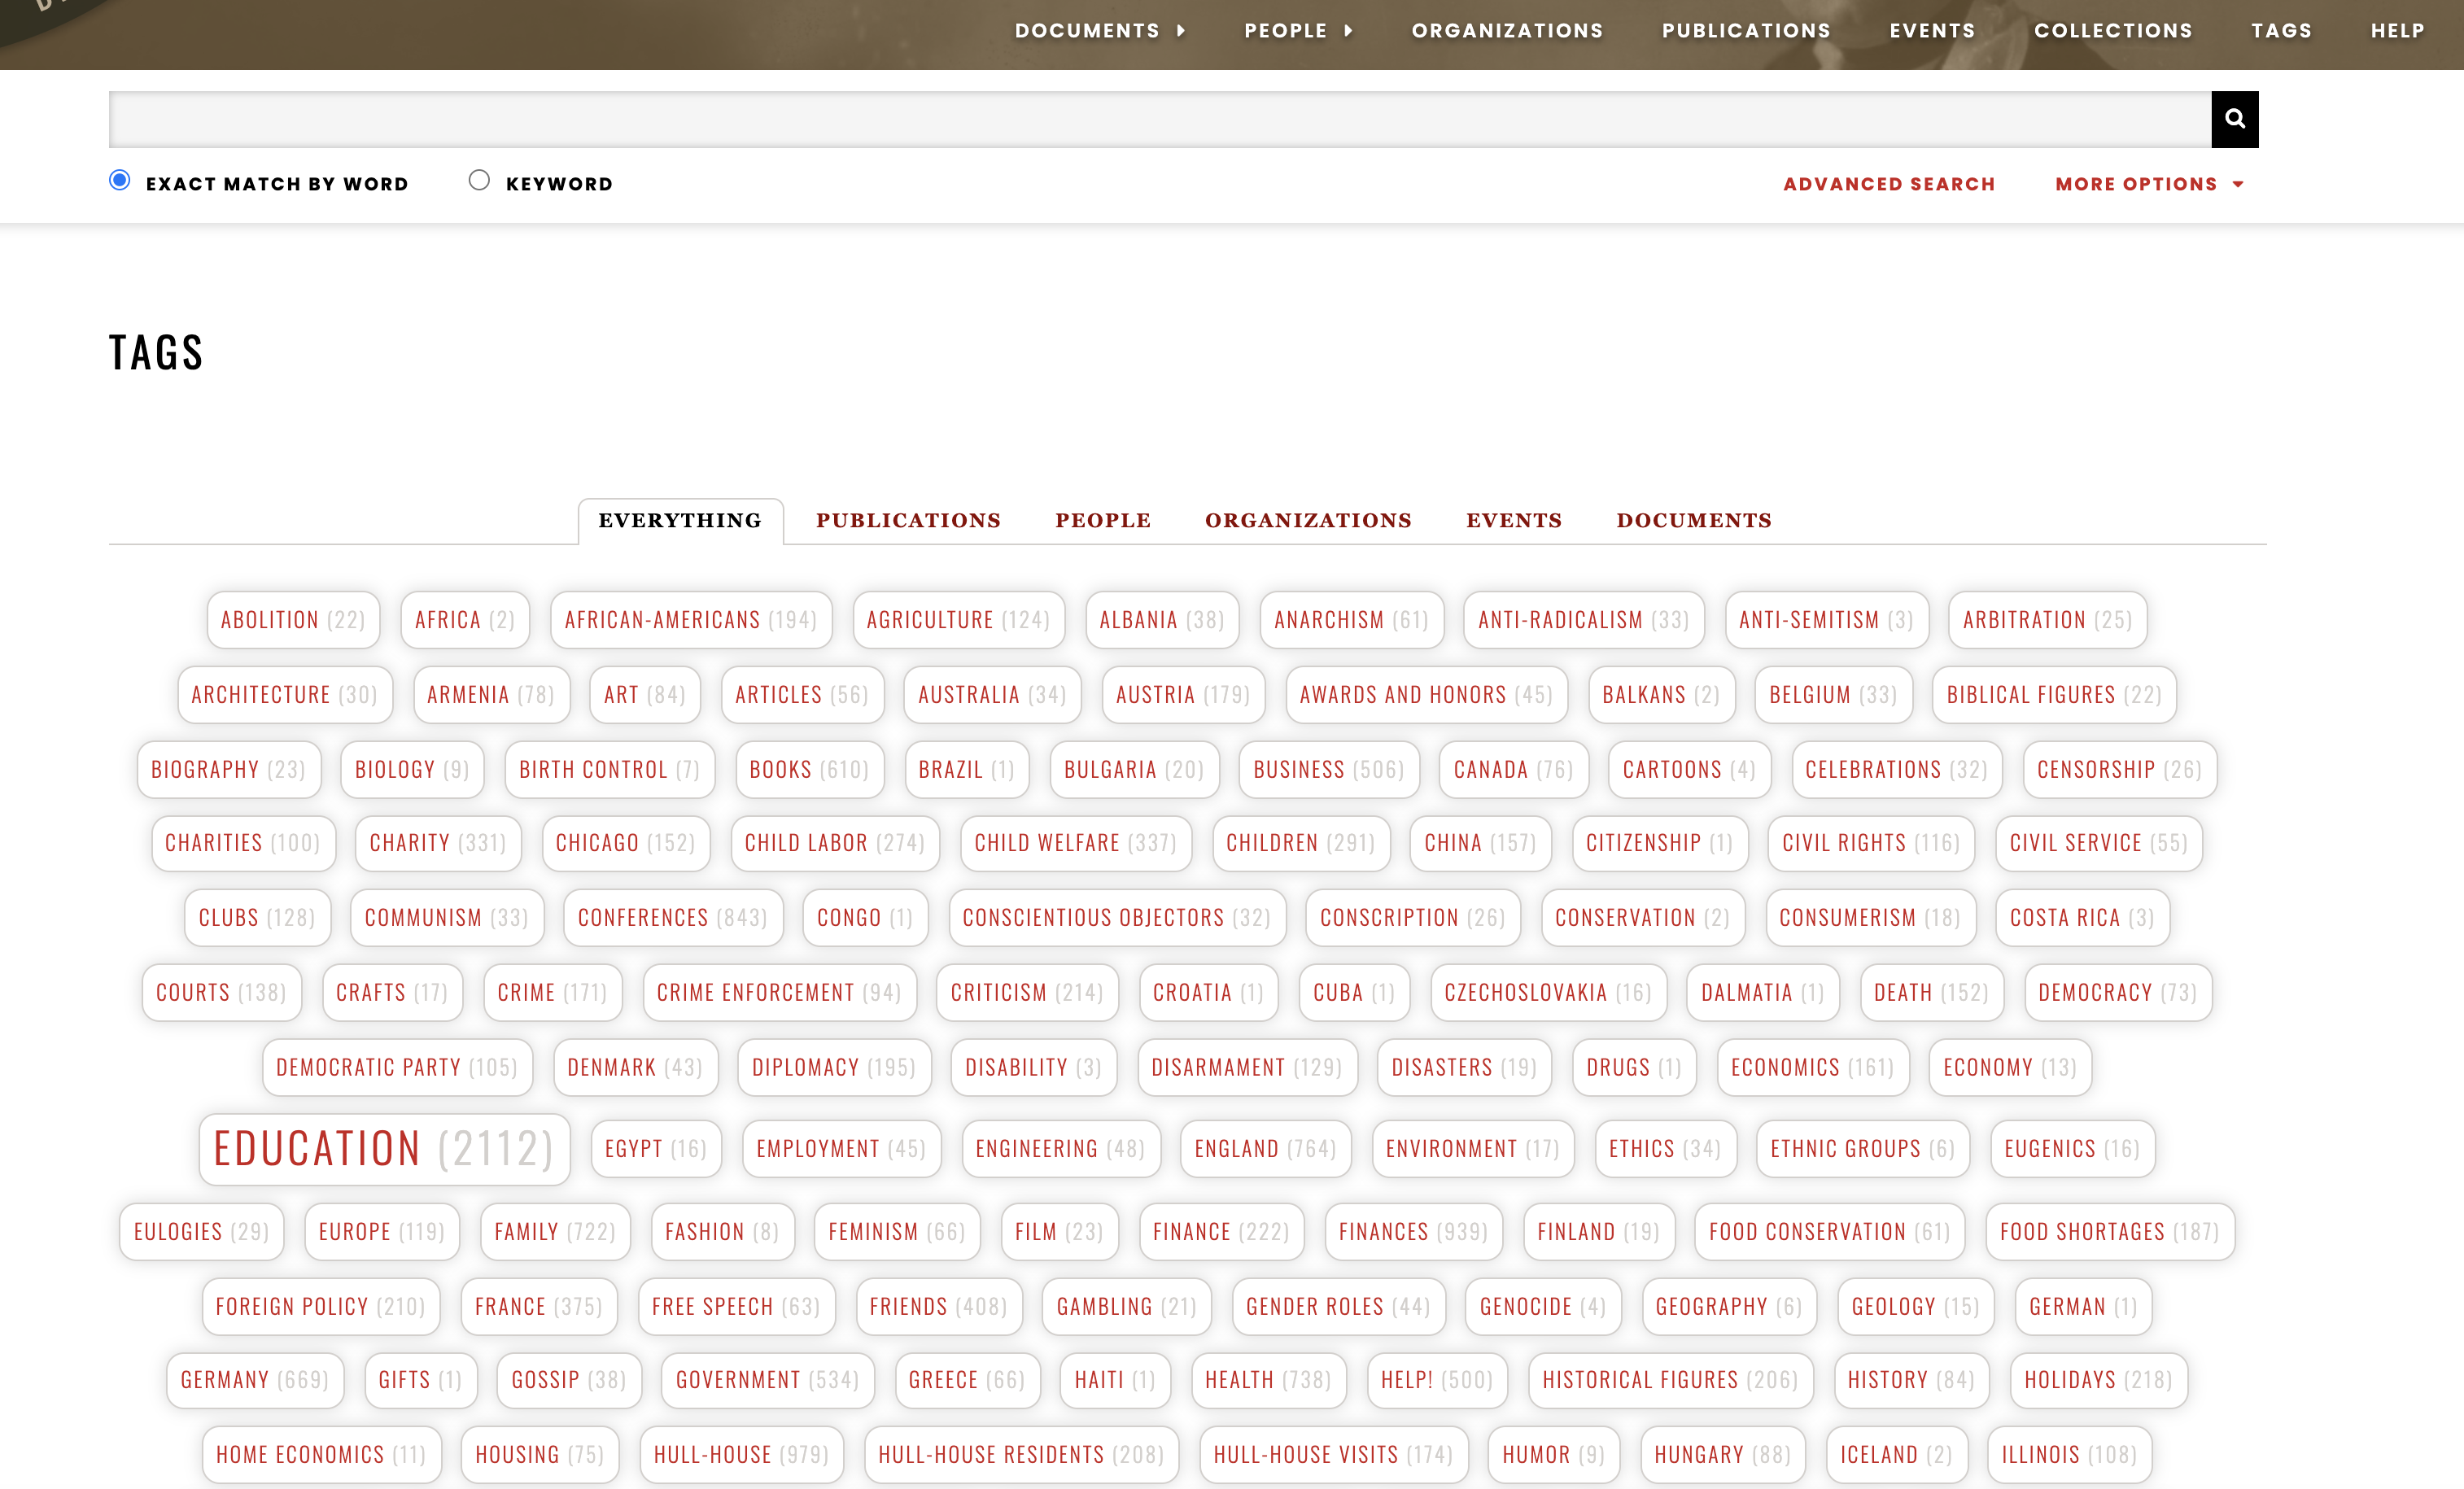 DOCUMENTS PEOPLE ORGANIZATIONS PUBLICATIONS EVENTS COLLECTIONS TAGS HELP
EXACT MATCH BY WORD KEYWORD ADVANCED SEARCH MORE OPTIONS
TAGS
EVERYTHING PUBLICATIONS PEOPLE ORGANIZATIONS EVENTS DOCUMENTS
ABOLITION (22) AFRICA (2) AFRICAN-AMERICANS (194) AGRICULTURE (124) ALBANIA (38) ANARCHISM (61) ANTI-RADICALISM (33) ANTI-SEMITISM (3) ARBITRATION (25)
ARCHITECTURE (30) ARMENIA (78) ART (84) ARTICLES (56) AUSTRALIA (34) AUSTRIA (179) AWARDS AND HONORS (45) BALKANS (2) BELGIUM (33) BIBLICAL FIGURES (22)
BIOGRAPHY (23) BIOLOGY (9) BIRTH CONTROL (7) BOOKS (610) BRAZIL (1) BULGARIA (20) BUSINESS (506) CANADA (76) CARTOONS (4) CELEBRATIONS (32) CENSORSHIP (26)
CHARITIES (100) CHARITY (331) CHICAGO (152) CHILD LABOR (274) CHILD WELFARE (337) CHILDREN (291) CHINA (157) CITIZENSHIP (1) CIVIL RIGHTS (116) CIVIL SERVICE (55)
CLUBS (128) COMMUNISM (33) CONFERENCES (843) CONGO (1) CONSCIENTIOUS OBJECTORS (32) CONSCRIPTION (26) CONSERVATION (2) CONSUMERISM (18) COSTA RICA (3)
COURTS (138) CRAFTS (17) CRIME (171) CRIME ENFORCEMENT (94) CRITICISM (214) CROATIA (1) CUBA (1) CZECHOSLOVAKIA (16) DALMATIA (1) DEATH (152) DEMOCRACY (73)
DEMOCRATIC PARTY (105) DENMARK (43) DIPLOMACY (195) DISABILITY (3) DISARMAMENT (129) DISASTERS (19) DRUGS (1) ECONOMICS (161) ECONOMY (13)
EDUCATION (2112) EGYPT (16) EMPLOYMENT (45) ENGINEERING (48) ENGLAND (764) ENVIRONMENT (17) ETHICS (34) ETHNIC GROUPS (6) EUGENICS (16)
EULOGIES (29) EUROPE (119) FAMILY (722) FASHION (8) FEMINISM (66) FILM (23) FINANCE (222) FINANCES (939) FINLAND (19) FOOD CONSERVATION (61) FOOD SHORTAGES (187)
FOREIGN POLICY (210) FRANCE (375) FREE SPEECH (63) FRIENDS (408) GAMBLING (21) GENDER ROLES (44) GENOCIDE (4) GEOGRAPHY (6) GEOLOGY (15) GERMAN (1)
GERMANY (669) GIFTS (1) GOSSIP (38) GOVERNMENT (534) GREECE (66) HAITI (1) HEALTH (738) HELP! (500) HISTORICAL FIGURES (206) HISTORY (84) HOLIDAYS (218)
HOME ECONOMICS (11) HOUSING (75) HULL-HOUSE (979) HULL-HOUSE RESIDENTS (208) HULL-HOUSE VISITS (174) HUMOR (9) HUNGARY (88) ICELAND (2) ILLINOIS (108)